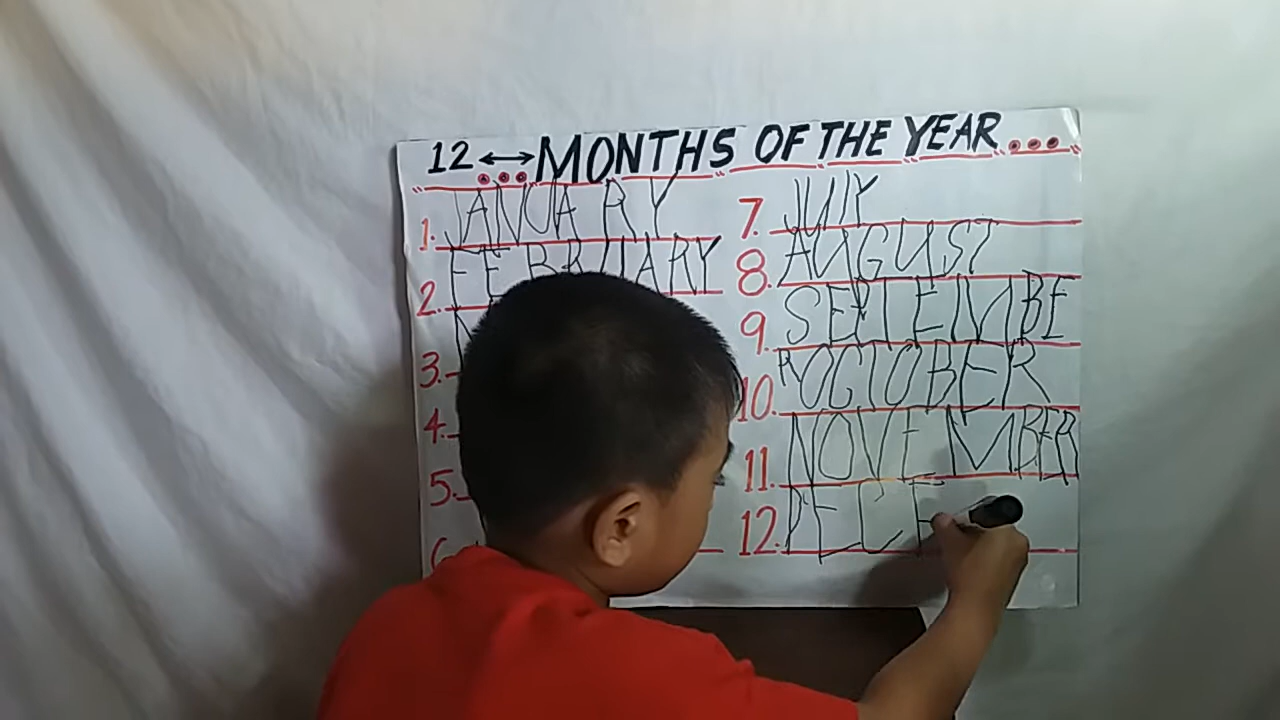 12 ↔ MONTHS OF THE YEAR...
1. JANUARY
2. FEBRUARY
3.
4.
5.
7. JULY
8. AUGUST
9. SEPTEMBE
R
10. OCTOBER
11. NOVEMBER
12. DECE